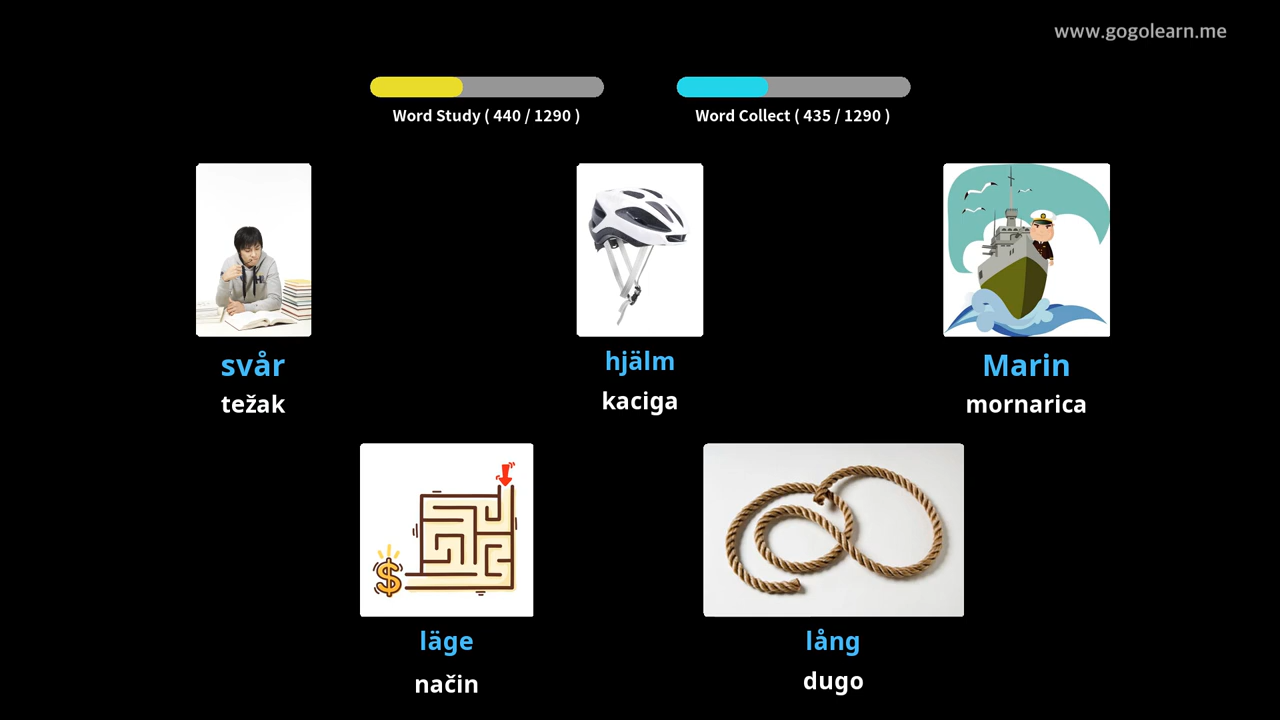 www.gogolearn.me
Word Study ( 440 / 1290 )
Word Collect ( 435 / 1290 )
svår
težak
hjälm
kaciga
Marin
mornarica
läge
način
lång
dugo